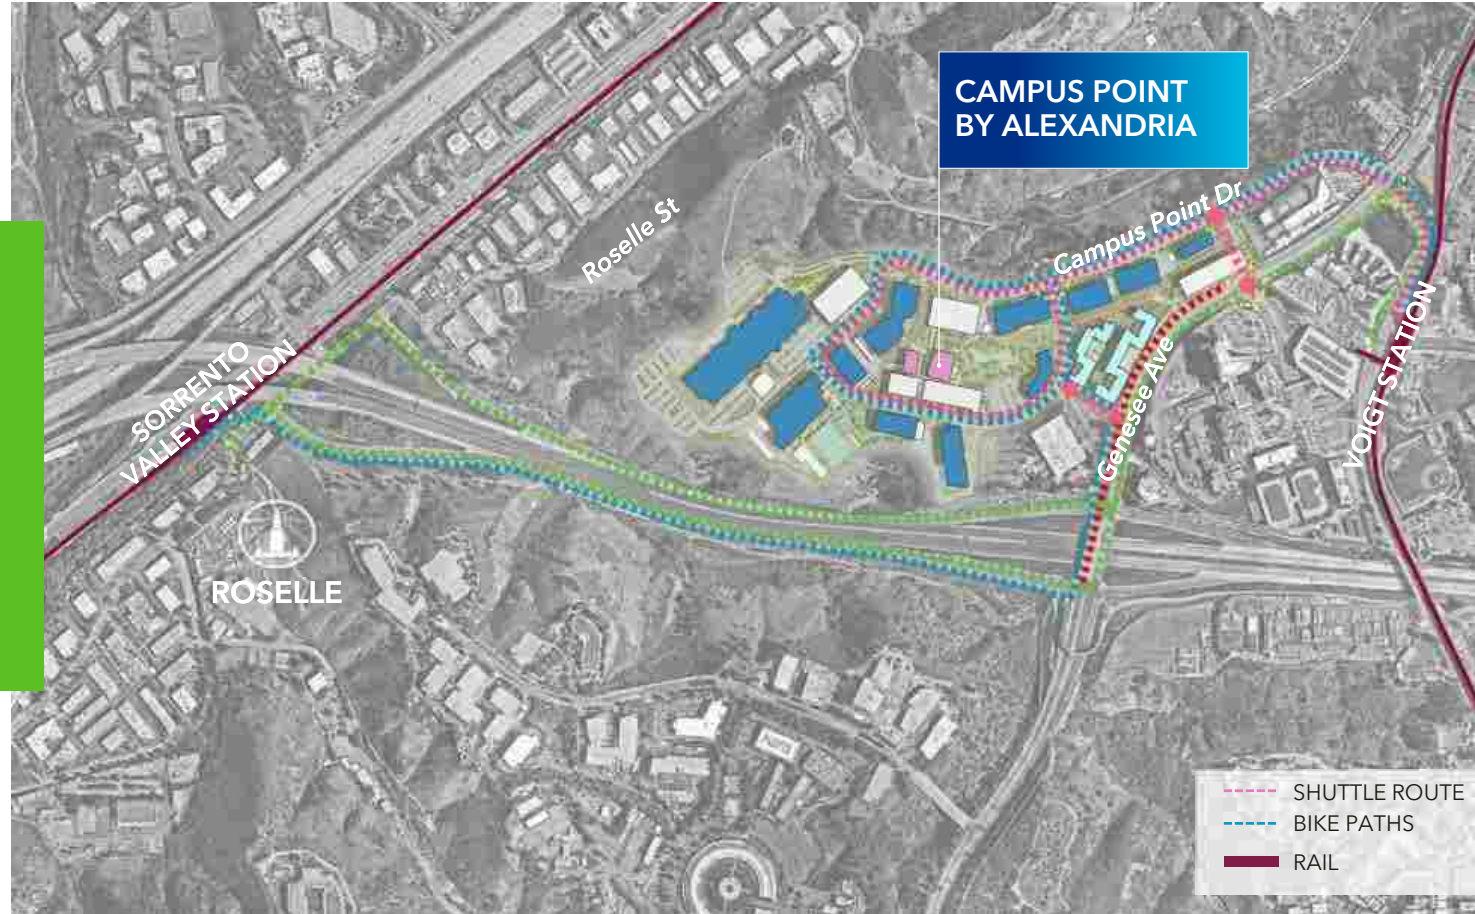 CAMPUS POINT
BY ALEXANDRIA
Roselle St
Campus Point Dr
SORRENTO
VALLEY STATION
Genesee Ave
VOIGT STATION
ROSELLE
SHUTTLE ROUTE
BIKE PATHS
RAIL